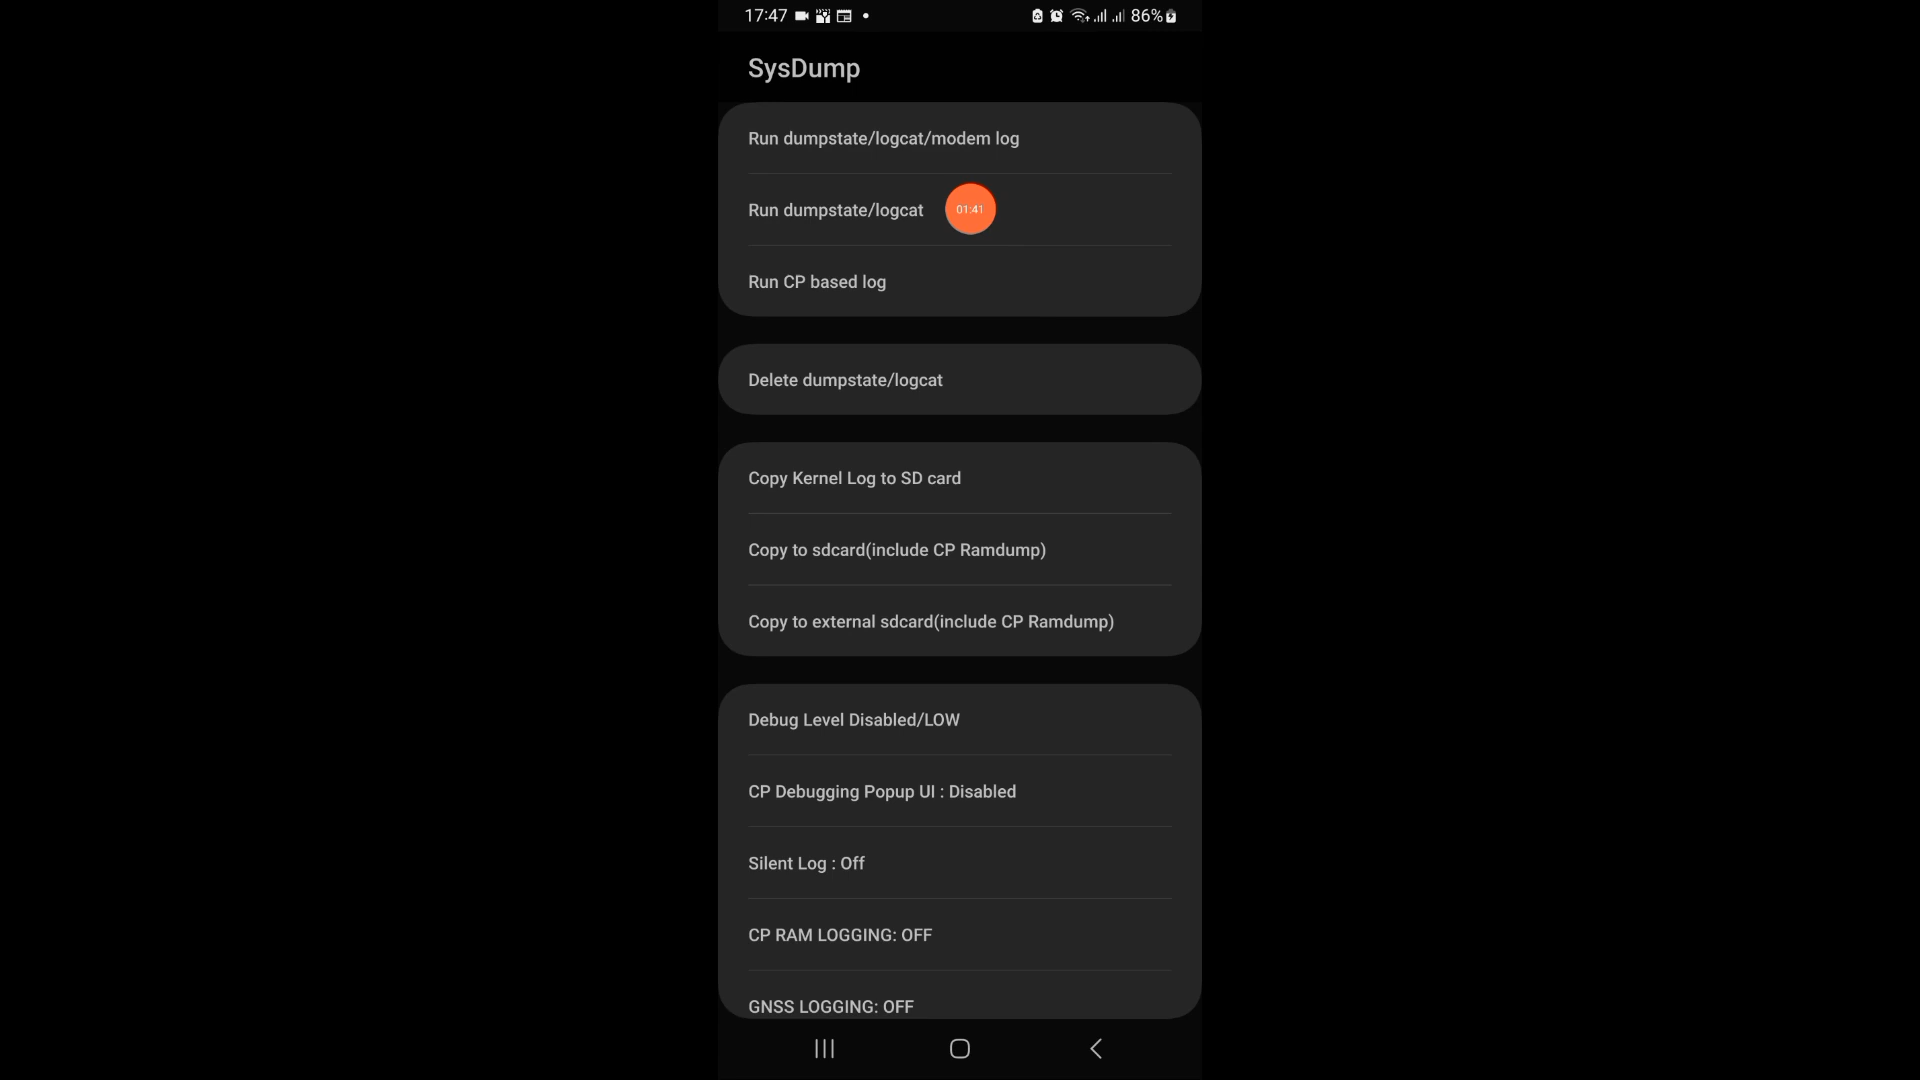 17:47 86%
SysDump
Run dumpstate/logcat/modem log
Run dumpstate/logcat
01:41
Run CP based log
Delete dumpstate/logcat
Copy Kernel Log to SD card
Copy to sdcard(include CP Ramdump)
Copy to external sdcard(include CP Ramdump)
Debug Level Disabled/LOW
CP Debugging Popup UI : Disabled
Silent Log : Off
CP RAM LOGGING: OFF
GNSS LOGGING: OFF